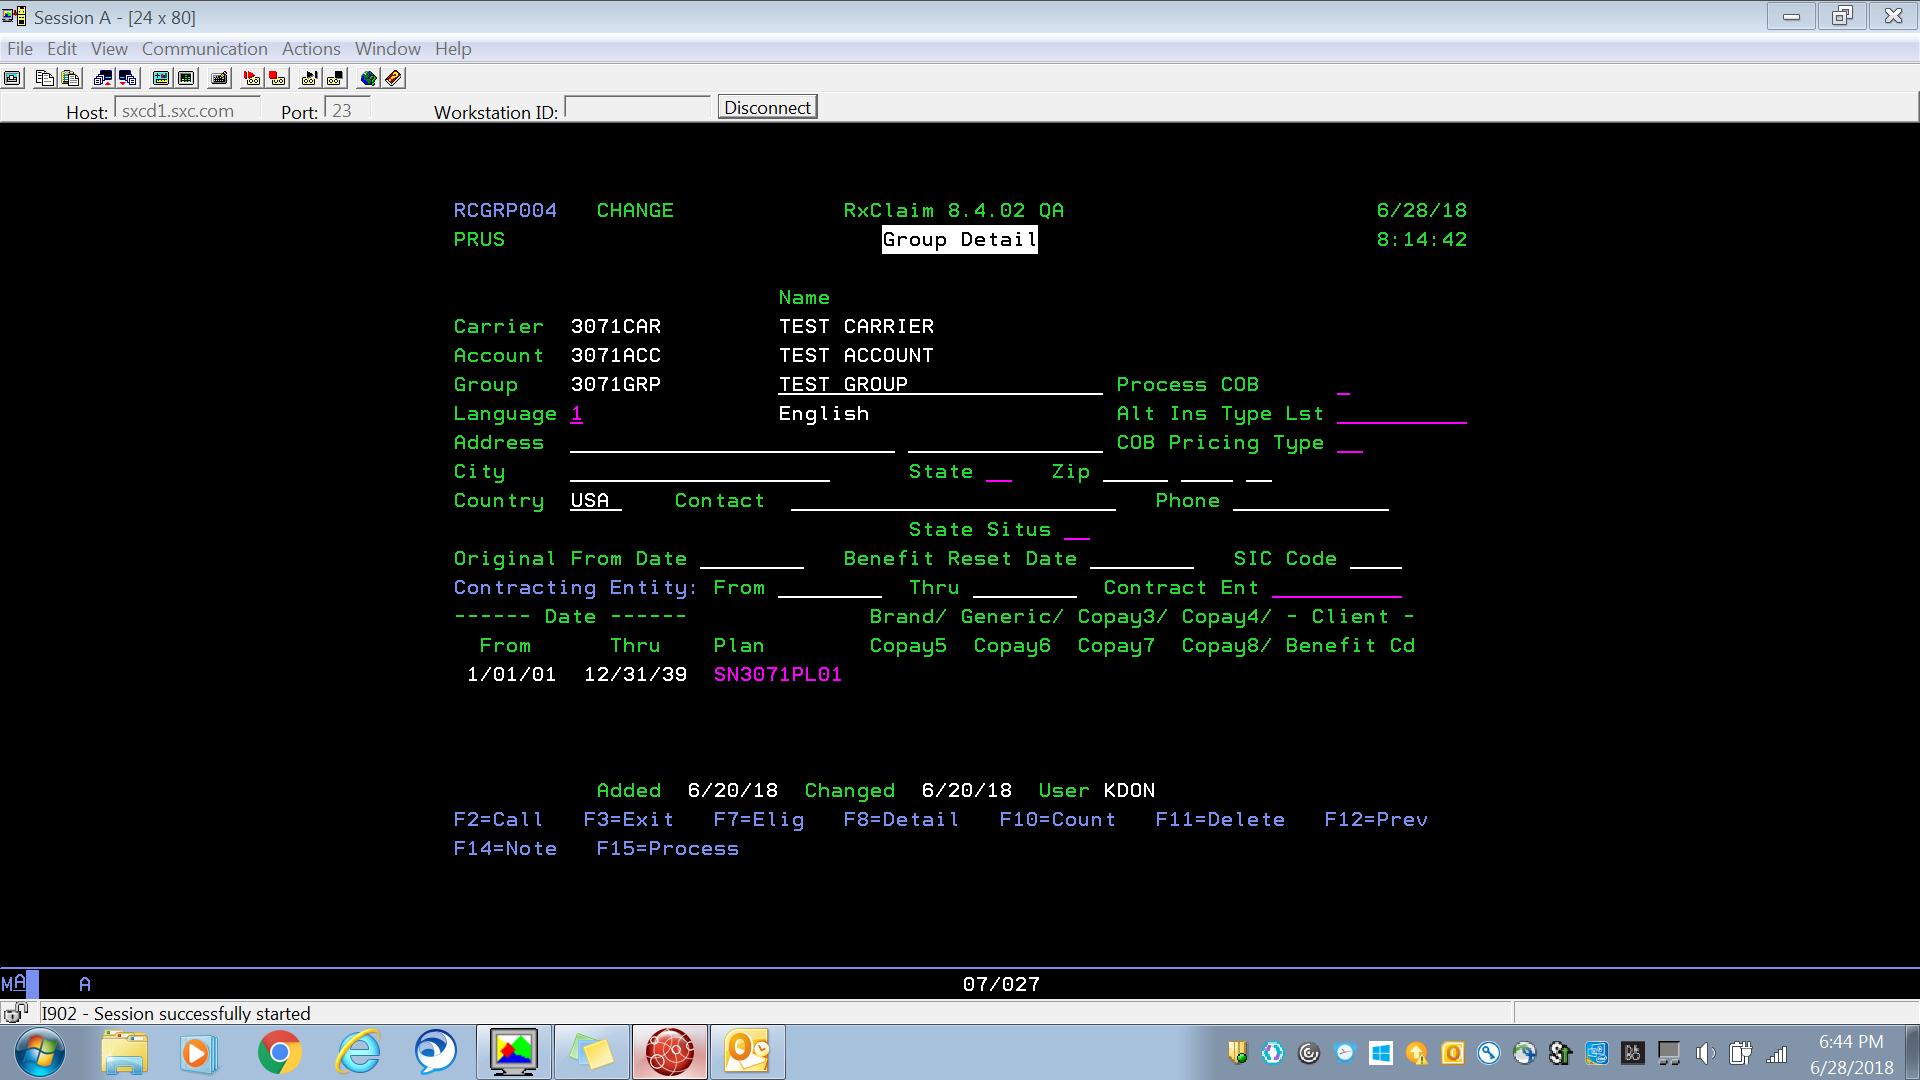 Session A - [24 x 80]
File Edit View Communication Actions Window Help
Host: sxcd1.sxc.com Port: 23 Workstation ID: Disconnect
RCGRP004 CHANGE RxClaim 8.4.02 QA 6/28/18
PRUS Group Detail 8:14:42
Name
Carrier 3071CAR TEST CARRIER
Account 3071ACC TEST ACCOUNT
Group 3071GRP TEST GROUP Process COB
Language 1 English Alt Ins Type Lst
Address COB Pricing Type
City State Zip
Country USA Contact Phone
State Situs
Original From Date Benefit Reset Date SIC Code
Contracting Entity: From Thru Contract Ent
------ Date ------ Brand/ Generic/ Copay3/ Copay4/ - Client -
From Thru Plan Copay5 Copay6 Copay7 Copay8/ Benefit Cd
1/01/01 12/31/39 SN3071PL01
Added 6/20/18 Changed 6/20/18 User KDON
F2=Call F3=Exit F7=Elig F8=Detail F10=Count F11=Delete F12=Prev
F14=Note F15=Process
MA A 07/027
I902 - Session successfully started
6:44 PM
6/28/2018